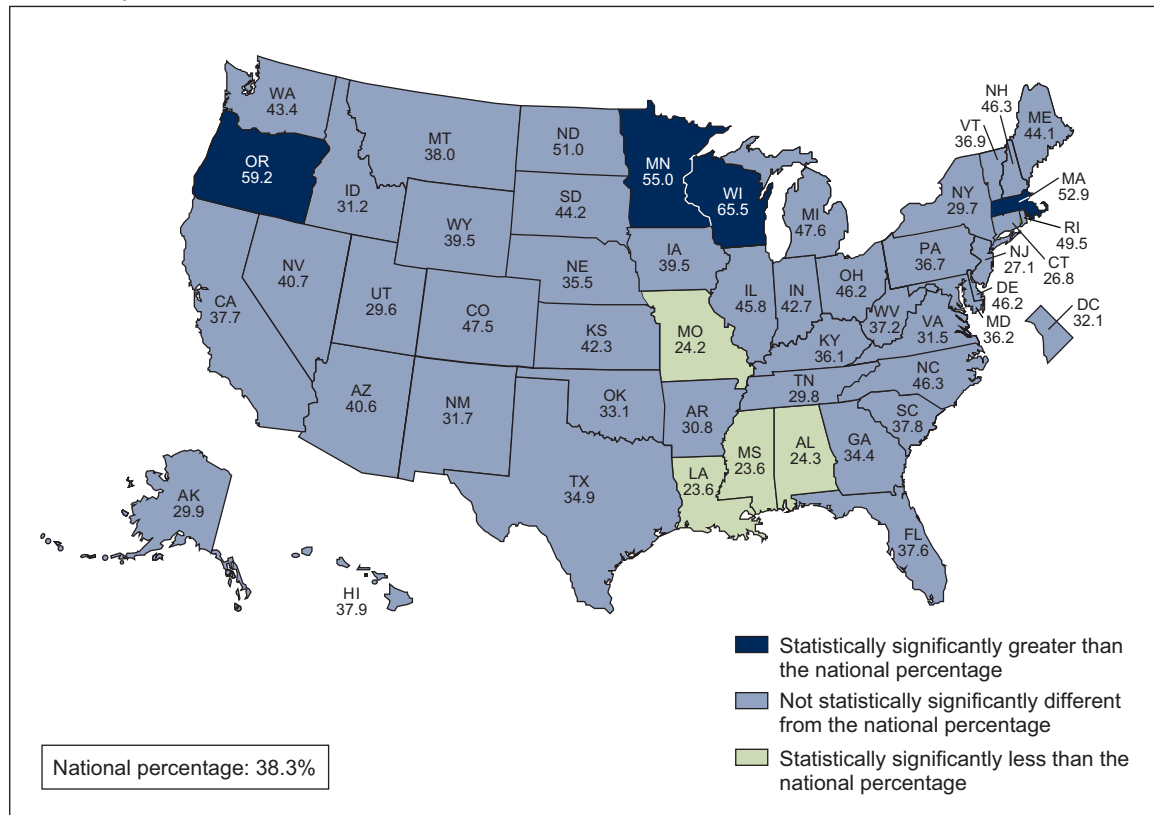 WA
43.4
OR
59.2
CA
37.7
NV
40.7
ID
31.2
MT
38.0
WY
39.5
UT
29.6
CO
47.5
AZ
40.6
NM
31.7
ND
51.0
SD
44.2
NE
35.5
KS
42.3
OK
33.1
TX
34.9
MN
55.0
IA
39.5
MO
24.2
AR
30.8
LA
23.6
WI
65.5
IL
45.8
MS
23.6
MI
47.6
IN
42.7
OH
46.2
KY
36.1
TN
29.8
AL
24.3
GA
34.4
FL
37.6
SC
37.8
NC
46.3
VA
31.5
WV
37.2
PA
36.7
NY
29.7
VT
36.9
NH
46.3
ME
44.1
MA
52.9
RI
49.5
CT
26.8
NJ
27.1
DE
46.2
MD
36.2
DC
32.1
AK
29.9
HI
37.9
Statistically significantly greater than
the national percentage
Not statistically significantly different
from the national percentage
Statistically significantly less than the
national percentage
National percentage: 38.3%